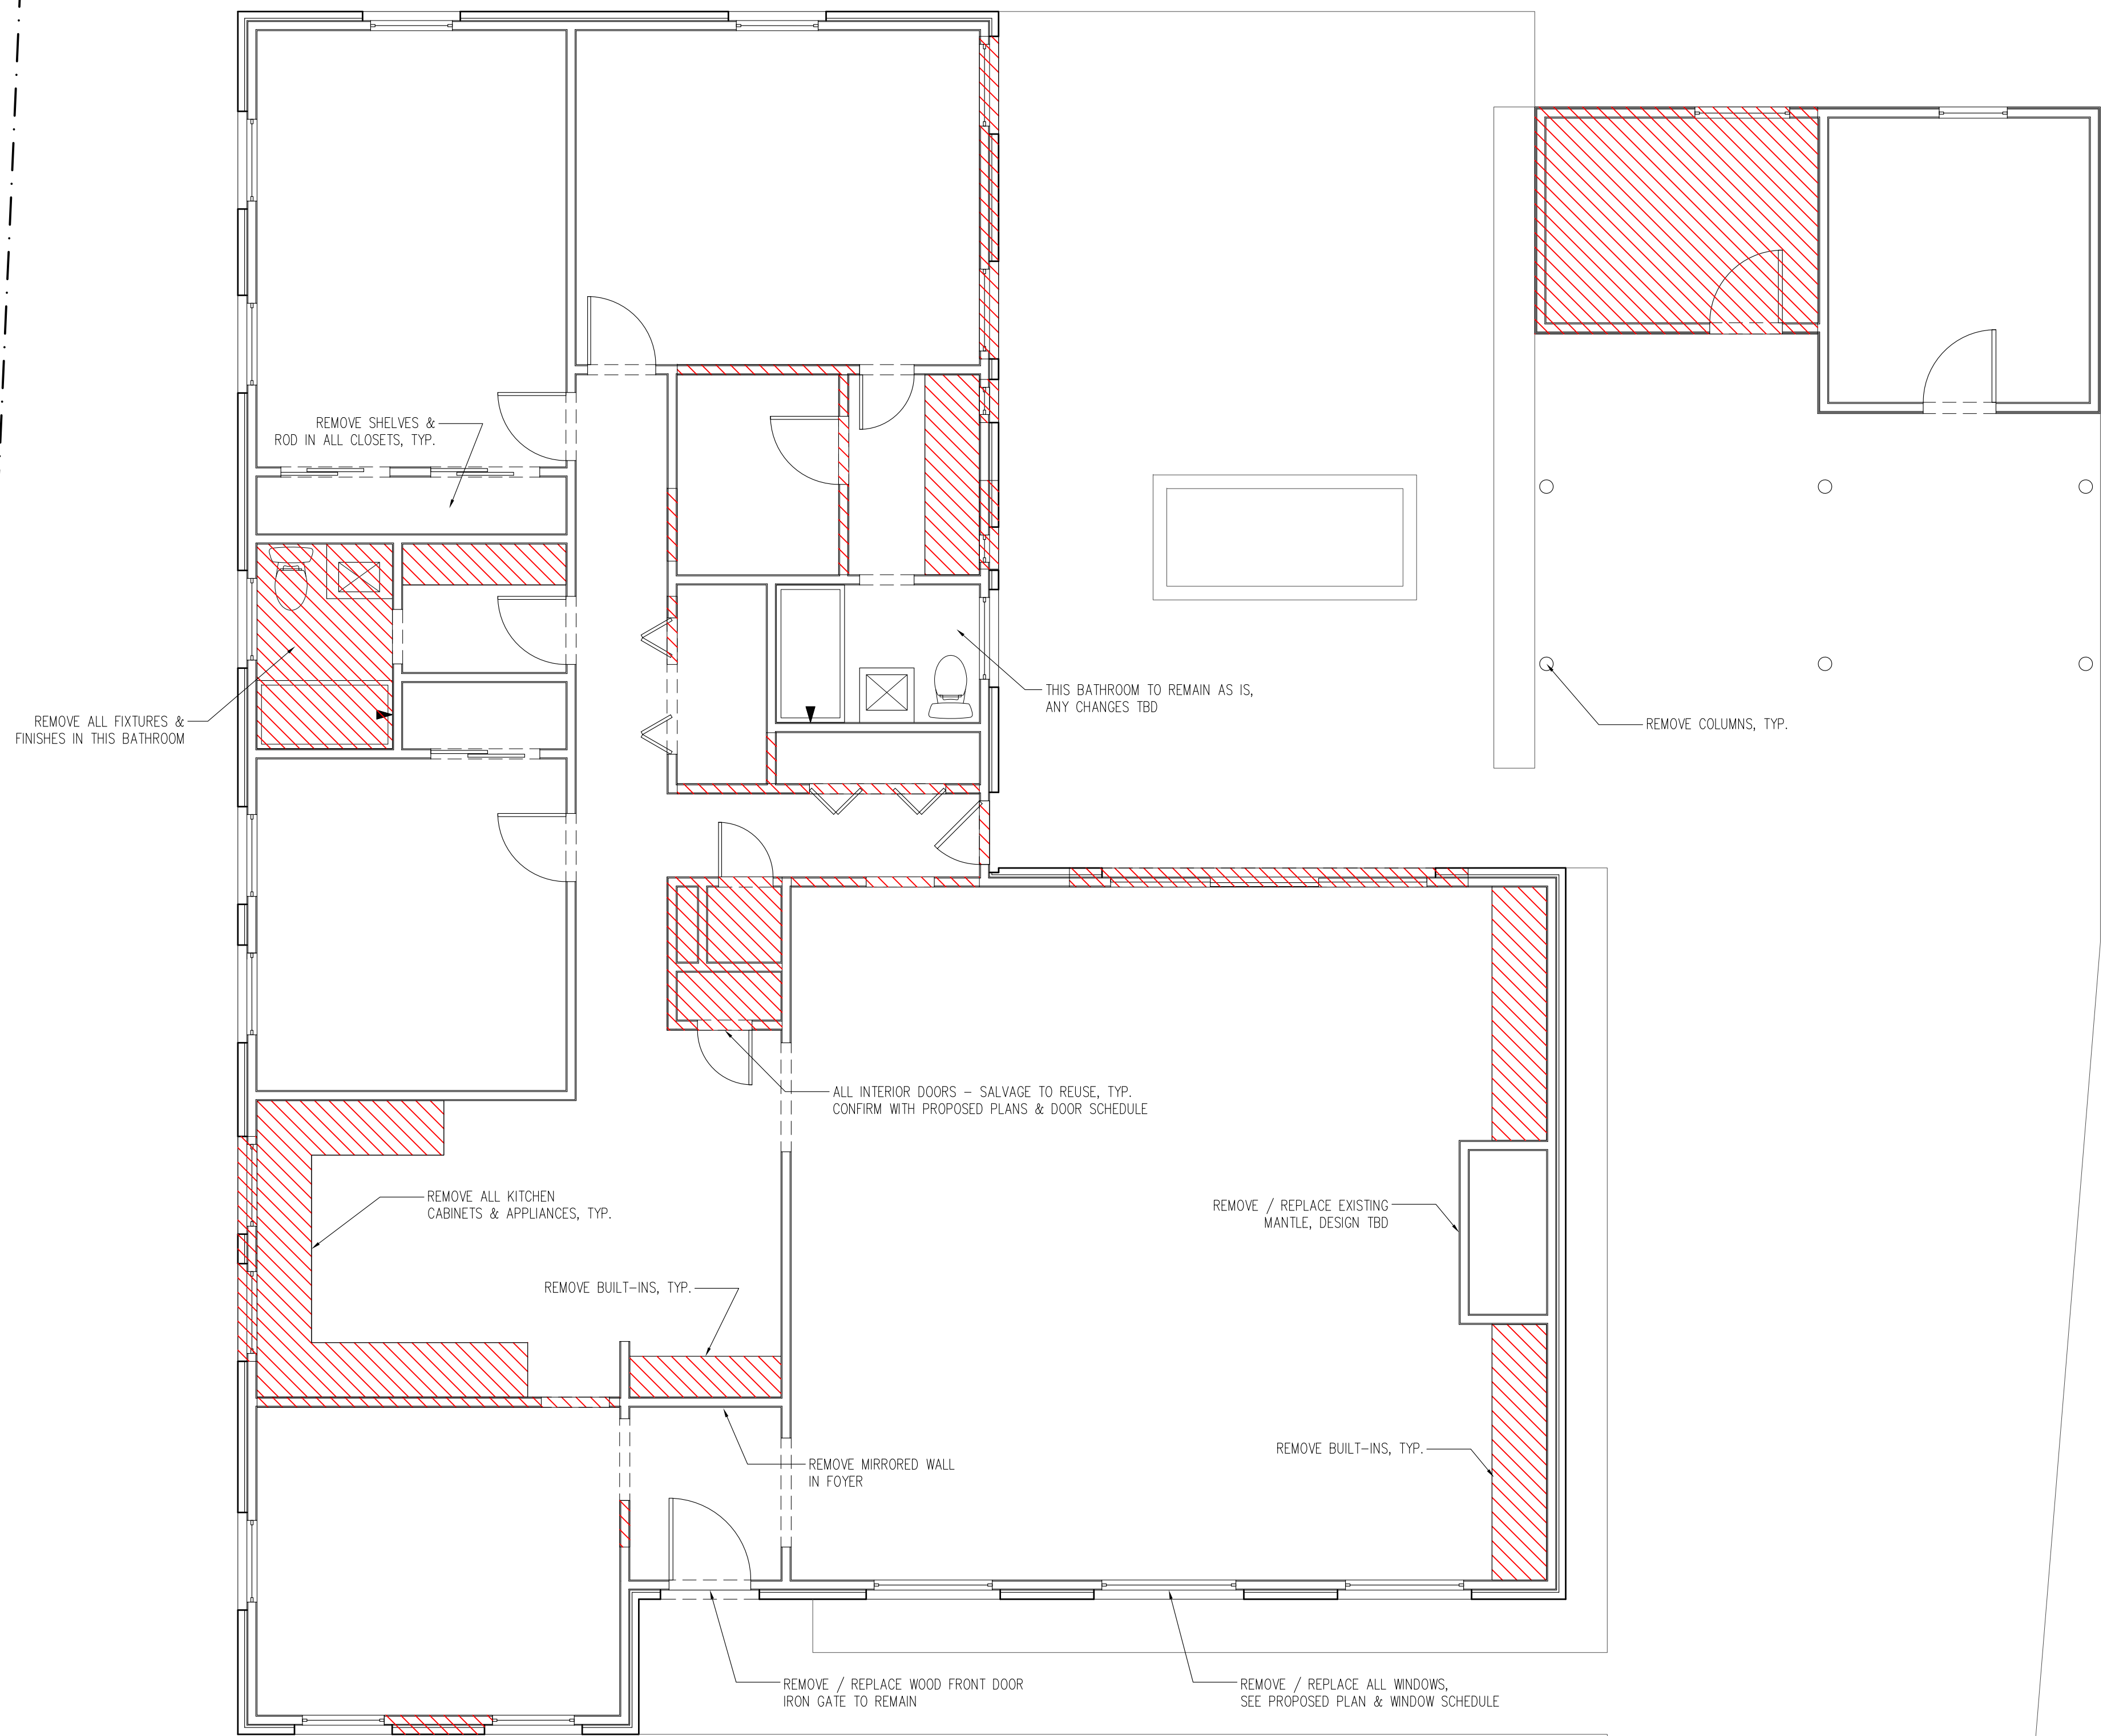 REMOVE SHELVES &
ROD IN ALL CLOSETS, TYP.
REMOVE ALL FIXTURES &
FINISHES IN THIS BATHROOM
THIS BATHROOM TO REMAIN AS IS,
ANY CHANGES TBD
REMOVE COLUMNS, TYP.
ALL INTERIOR DOORS – SALVAGE TO REUSE, TYP.
CONFIRM WITH PROPOSED PLANS & DOOR SCHEDULE
REMOVE ALL KITCHEN
CABINETS & APPLIANCES, TYP.
REMOVE / REPLACE EXISTING
MANTLE, DESIGN TBD
REMOVE BUILT–INS, TYP.
REMOVE MIRRORED WALL
IN FOYER
REMOVE BUILT–INS, TYP.
REMOVE / REPLACE WOOD FRONT DOOR
IRON GATE TO REMAIN
REMOVE / REPLACE ALL WINDOWS,
SEE PROPOSED PLAN & WINDOW SCHEDULE